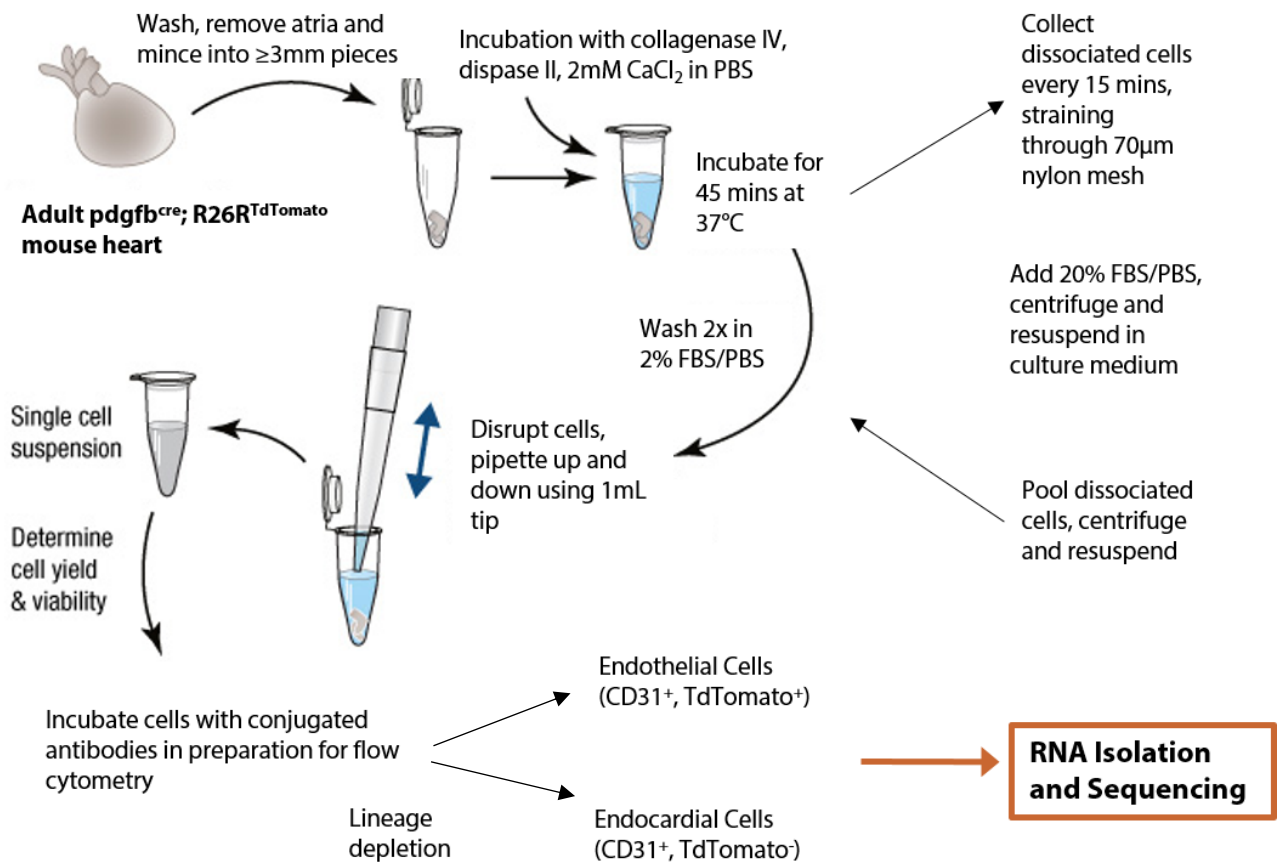 Wash, remove atria and
mince into ≥3mm pieces
Incubation with collagenase IV,
dispase II, 2mM CaCl₂ in PBS
Collect
dissociated cells
every 15 mins,
straining
through 70µm
nylon mesh
Incubate for
45 mins at
37°C
Adult pdgfbᶜʳᵉ; R26Rᵀᵈᵀᵒᵐᵃᵗᵒ
mouse heart
Add 20% FBS/PBS,
centrifuge and
resuspend in
culture medium
Wash 2x in
2% FBS/PBS
Single cell
suspension
Disrupt cells,
pipette up and
down using 1mL
tip
Pool dissociated
cells, centrifuge
and resuspend
Determine
cell yield
& viability
Incubate cells with conjugated
antibodies in preparation for flow
cytometry
Endothelial Cells
(CD31⁺, TdTomato⁺)
Lineage
depletion
Endocardial Cells
(CD31⁺, TdTomato⁻)
RNA Isolation
and Sequencing